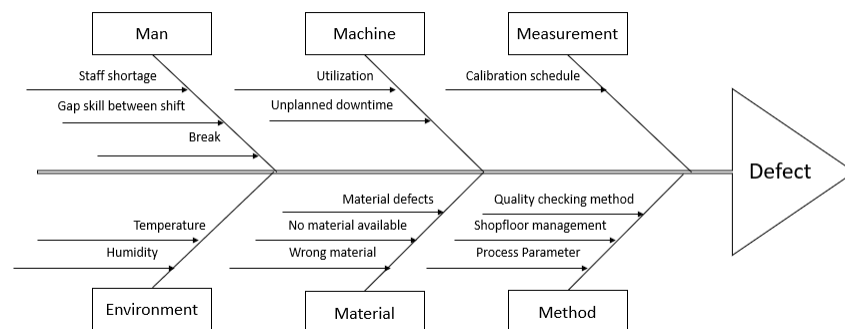 Man
Machine
Measurement
Staff shortage
Utilization
Calibration schedule
Gap skill between shift
Unplanned downtime
Break
Defect
Material defects
Quality checking method
Temperature
No material available
Shopfloor management
Humidity
Wrong material
Process Parameter
Environment
Material
Method